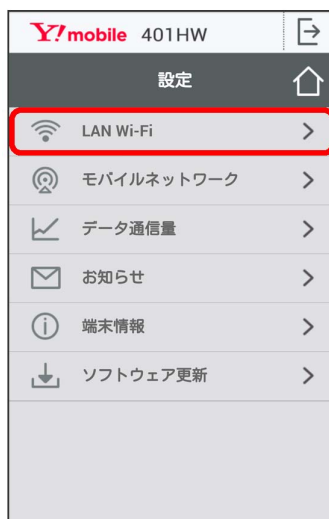 Y!mobile 401HW
設定
LAN Wi-Fi
モバイルネットワーク
データ通信量
お知らせ
端末情報
ソフトウェア更新